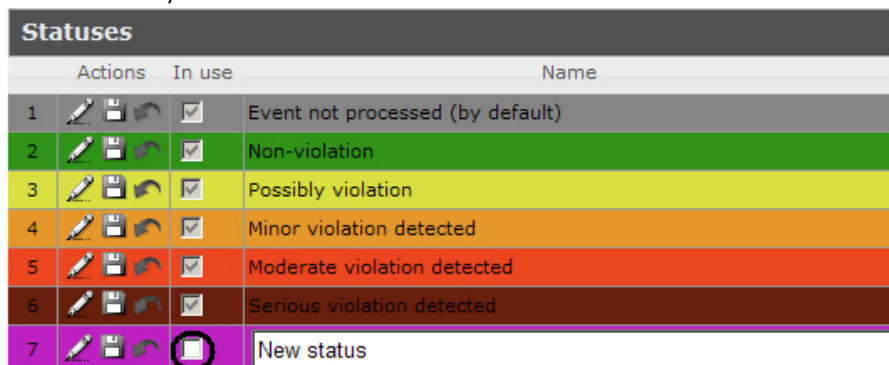 Statuses
Actions In use Name
1 Event not processed (by default)
2 Non-violation
3 Possibly violation
4 Minor violation detected
5 Moderate violation detected
6 Serious violation detected
7 New status